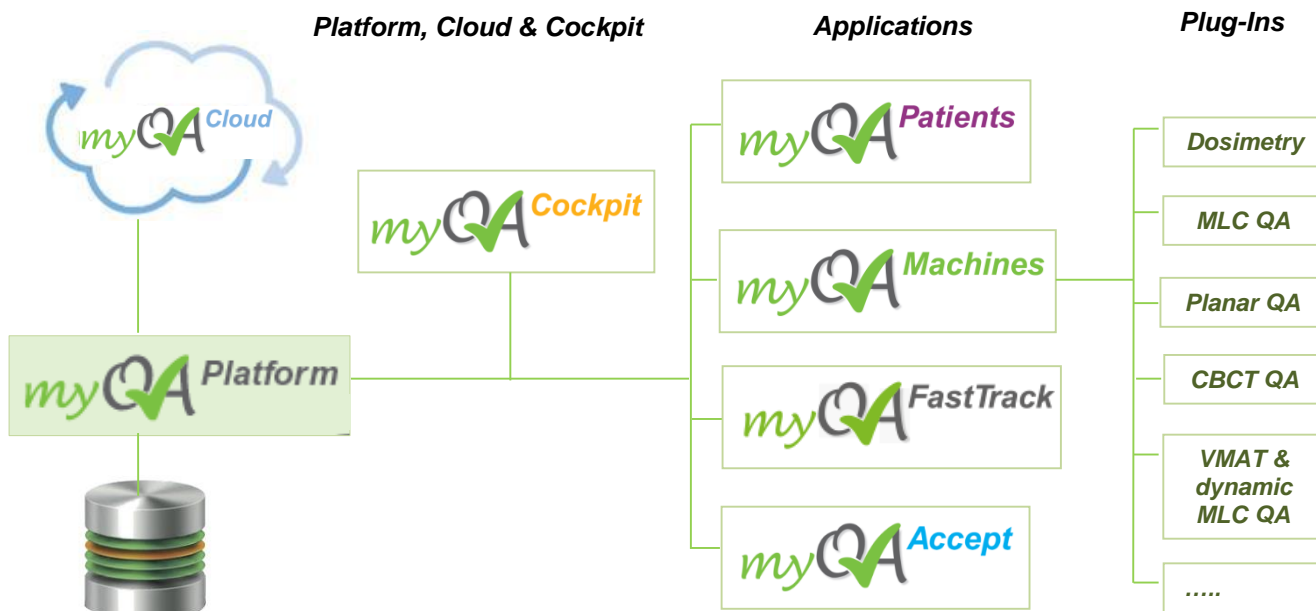 Platform, Cloud & Cockpit
Applications
Plug-Ins
myQA Cloud
myQA Cockpit
myQA Platform
myQA Patients
myQA Machines
myQA FastTrack
myQA Accept
Dosimetry
MLC QA
Planar QA
CBCT QA
VMAT &
dynamic
MLC QA
.....